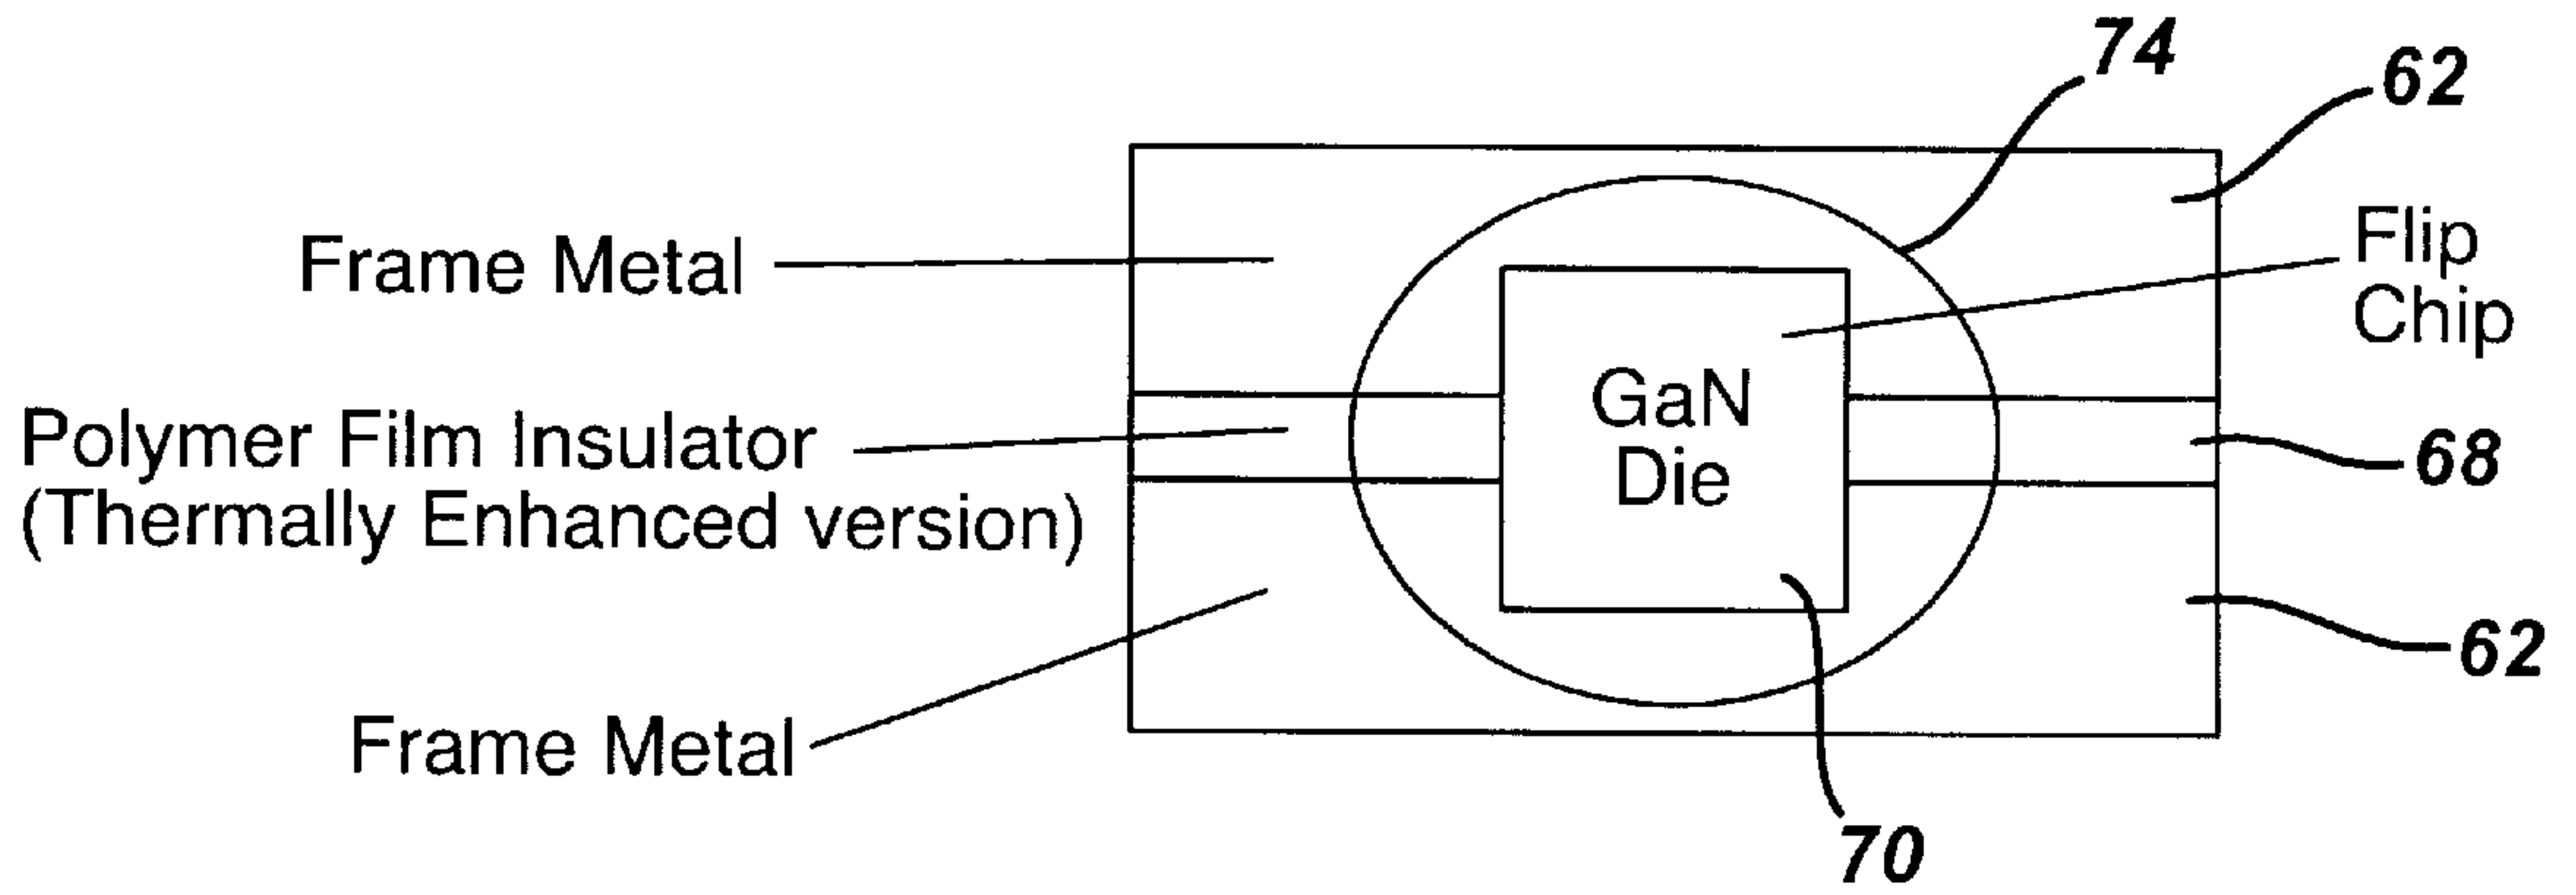 74
62
Frame Metal
Flip
Chip
GaN
Die
Polymer Film Insulator
(Thermally Enhanced version)
68
62
Frame Metal
70